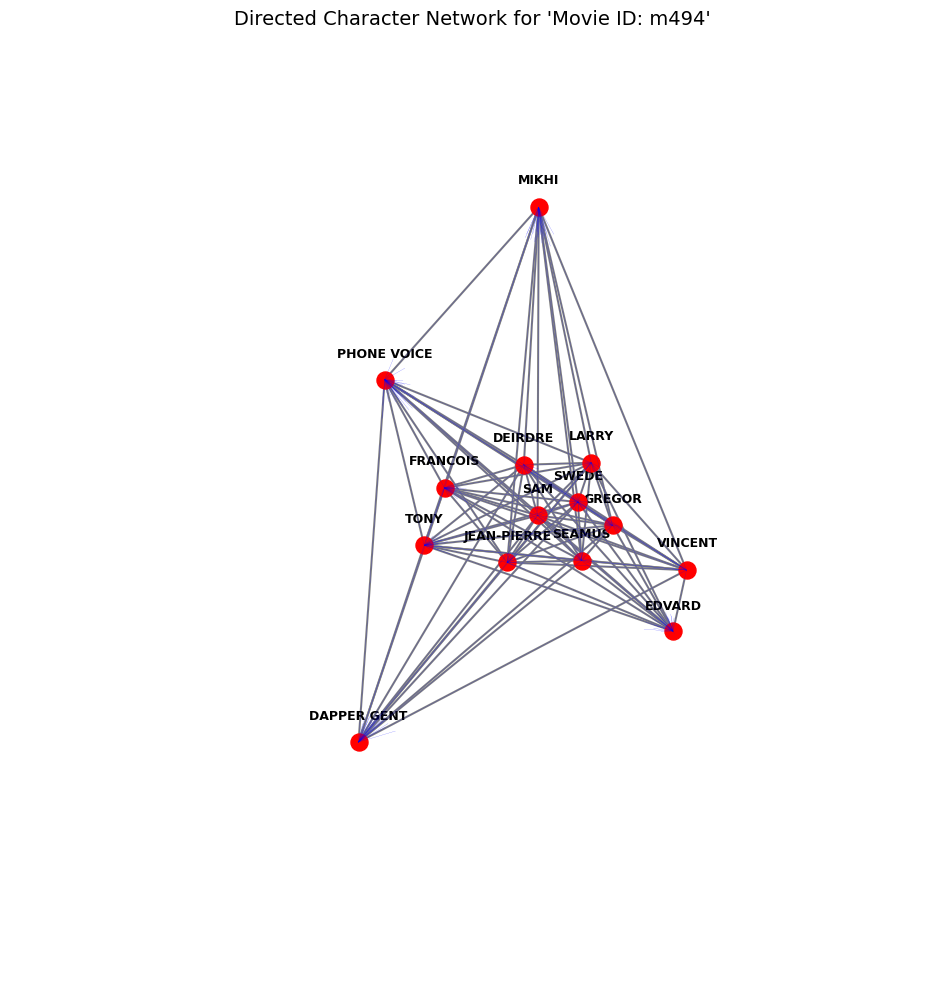 Directed Character Network for 'Movie ID: m494'
MIKHI
PHONE VOICE
DEIRDRE
LARRY
FRANCOIS
SWEDE
SAM
GREGOR
TONY
JEAN-PIERRE
SEAMUS
VINCENT
EDVARD
DAPPER GENT